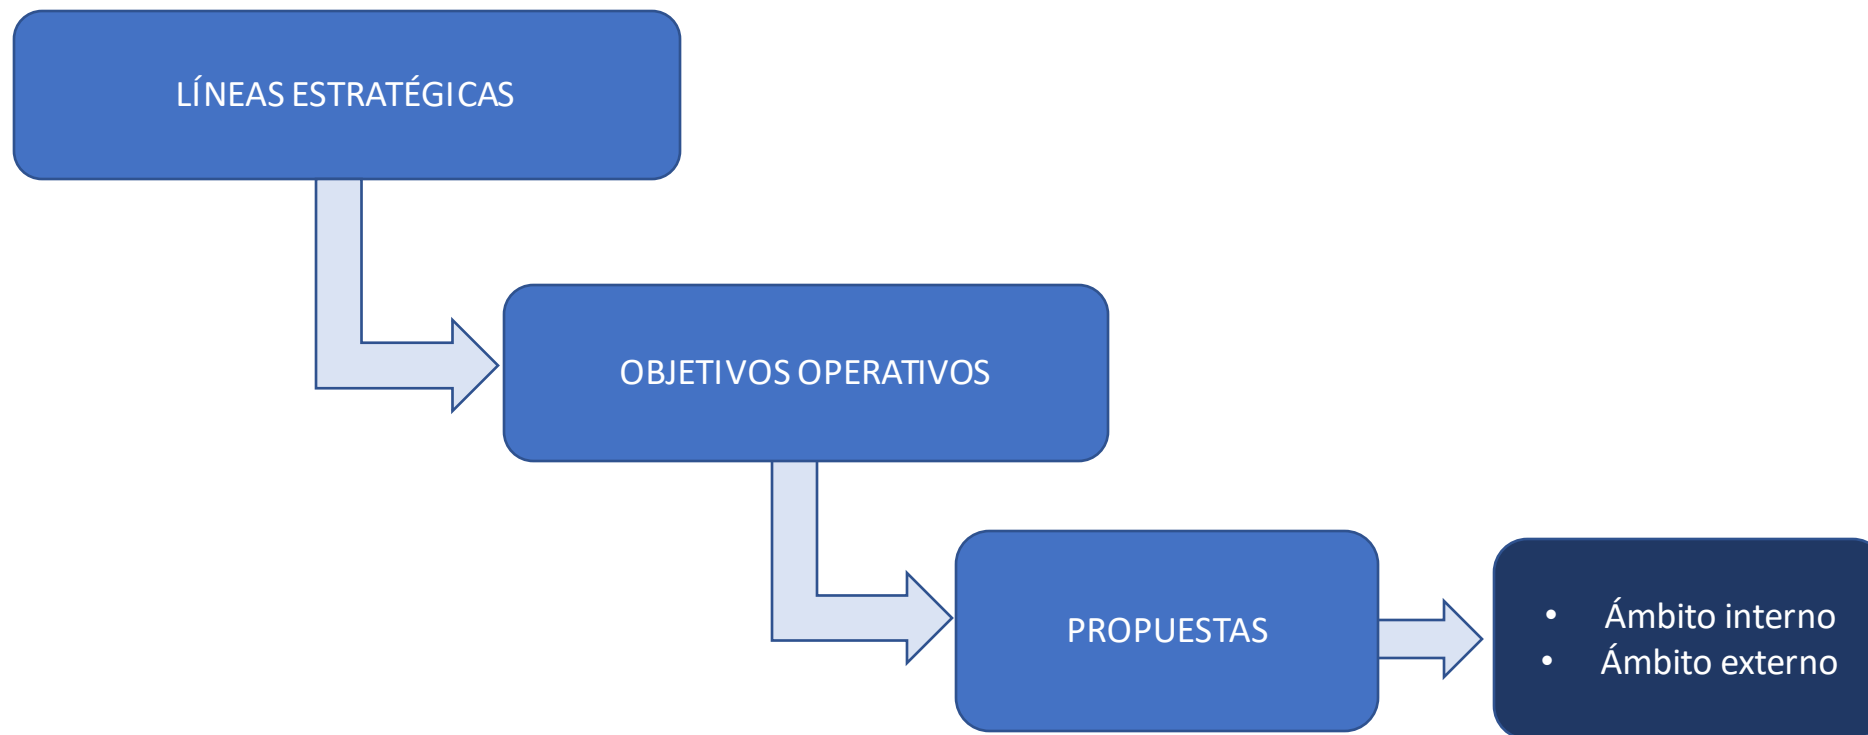 LÍNEAS ESTRATÉGICAS
OBJETIVOS OPERATIVOS
PROPUESTAS
• Ámbito interno
• Ámbito externo